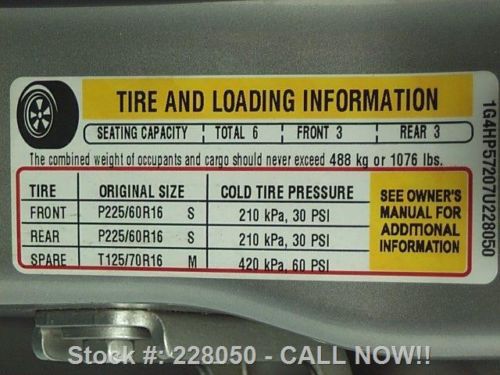 TIRE AND LOADING INFORMATION
SEATING CAPACITY TOTAL 6 FRONT 3 REAR 3
The combined weight of occupants and cargo should never exceed 488 kg or 1076 lbs.
TIRE ORIGINAL SIZE COLD TIRE PRESSURE
FRONT P225/60R16 S 210 kPa, 30 PSI
REAR P225/60R16 S 210 kPa, 30 PSI
SPARE T125/70R16 M 420 kPa, 60 PSI
SEE OWNER'S
MANUAL FOR
ADDITIONAL
INFORMATION
1G4HP57207U228050
Stock #: 228050 - CALL NOW!!